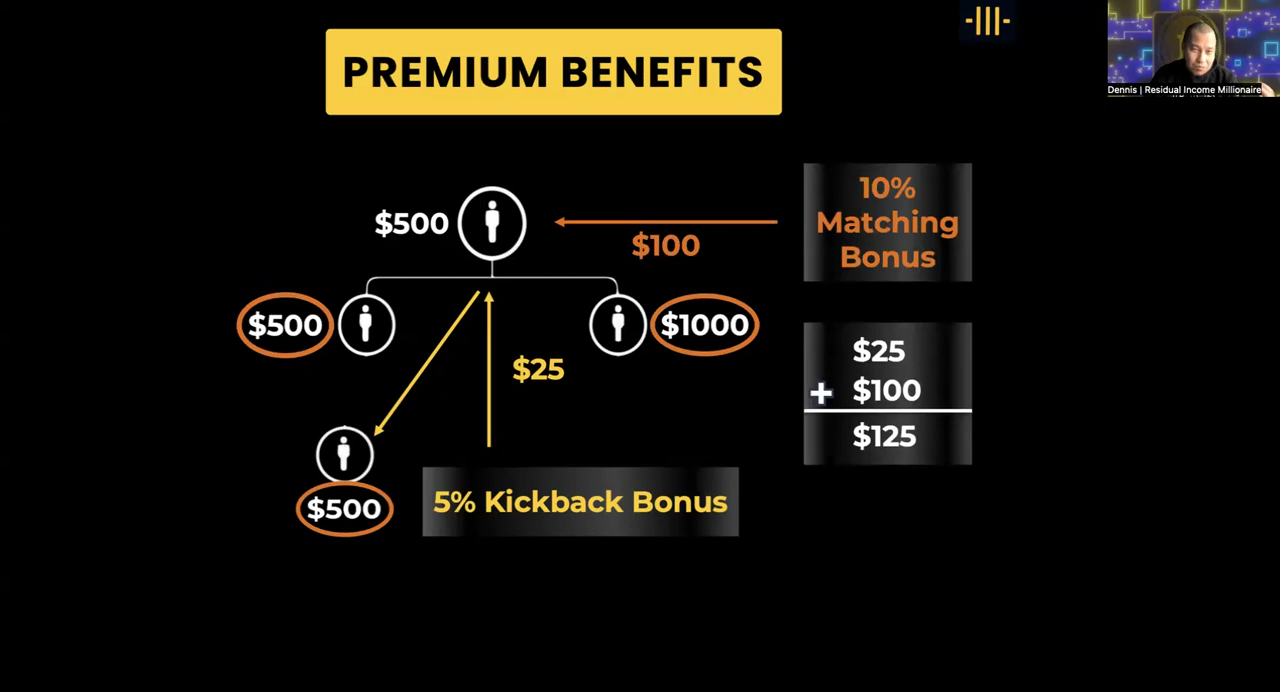 PREMIUM BENEFITS
Dennis | Residual Income Millionaire
$500
$100
10%
Matching
Bonus
$500
$1000
$25
$25
+ $100
$125
$500
5% Kickback Bonus